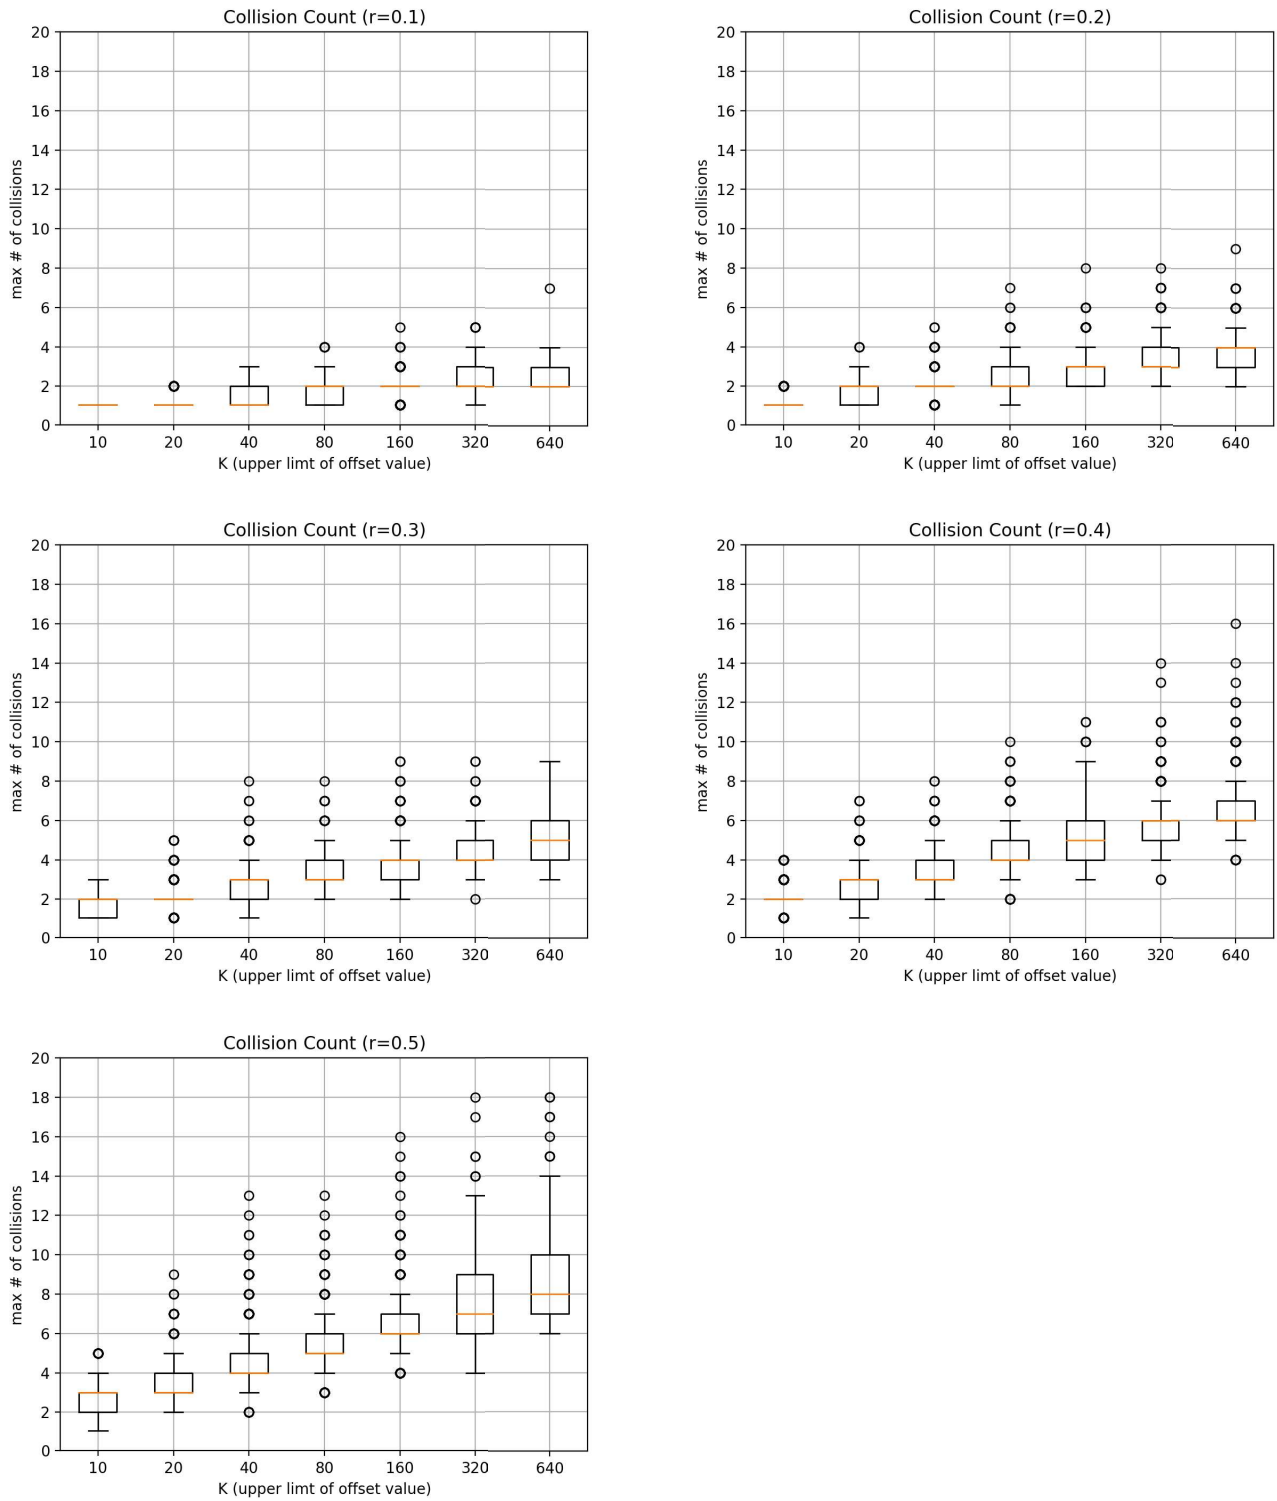 Collision Count (r=0.1)
20
18
16
14
12
10
8
6
4
2
0
max # of collisions
10 20 40 80 160 320 640
K (upper limt of offset value)
Collision Count (r=0.2)
20
18
16
14
12
10
8
6
4
2
0
max # of collisions
10 20 40 80 160 320 640
K (upper limt of offset value)
Collision Count (r=0.3)
20
18
16
14
12
10
8
6
4
2
0
max # of collisions
10 20 40 80 160 320 640
K (upper limt of offset value)
Collision Count (r=0.4)
20
18
16
14
12
10
8
6
4
2
0
max # of collisions
10 20 40 80 160 320 640
K (upper limt of offset value)
Collision Count (r=0.5)
20
18
16
14
12
10
8
6
4
2
0
max # of collisions
10 20 40 80 160 320 640
K (upper limt of offset value)